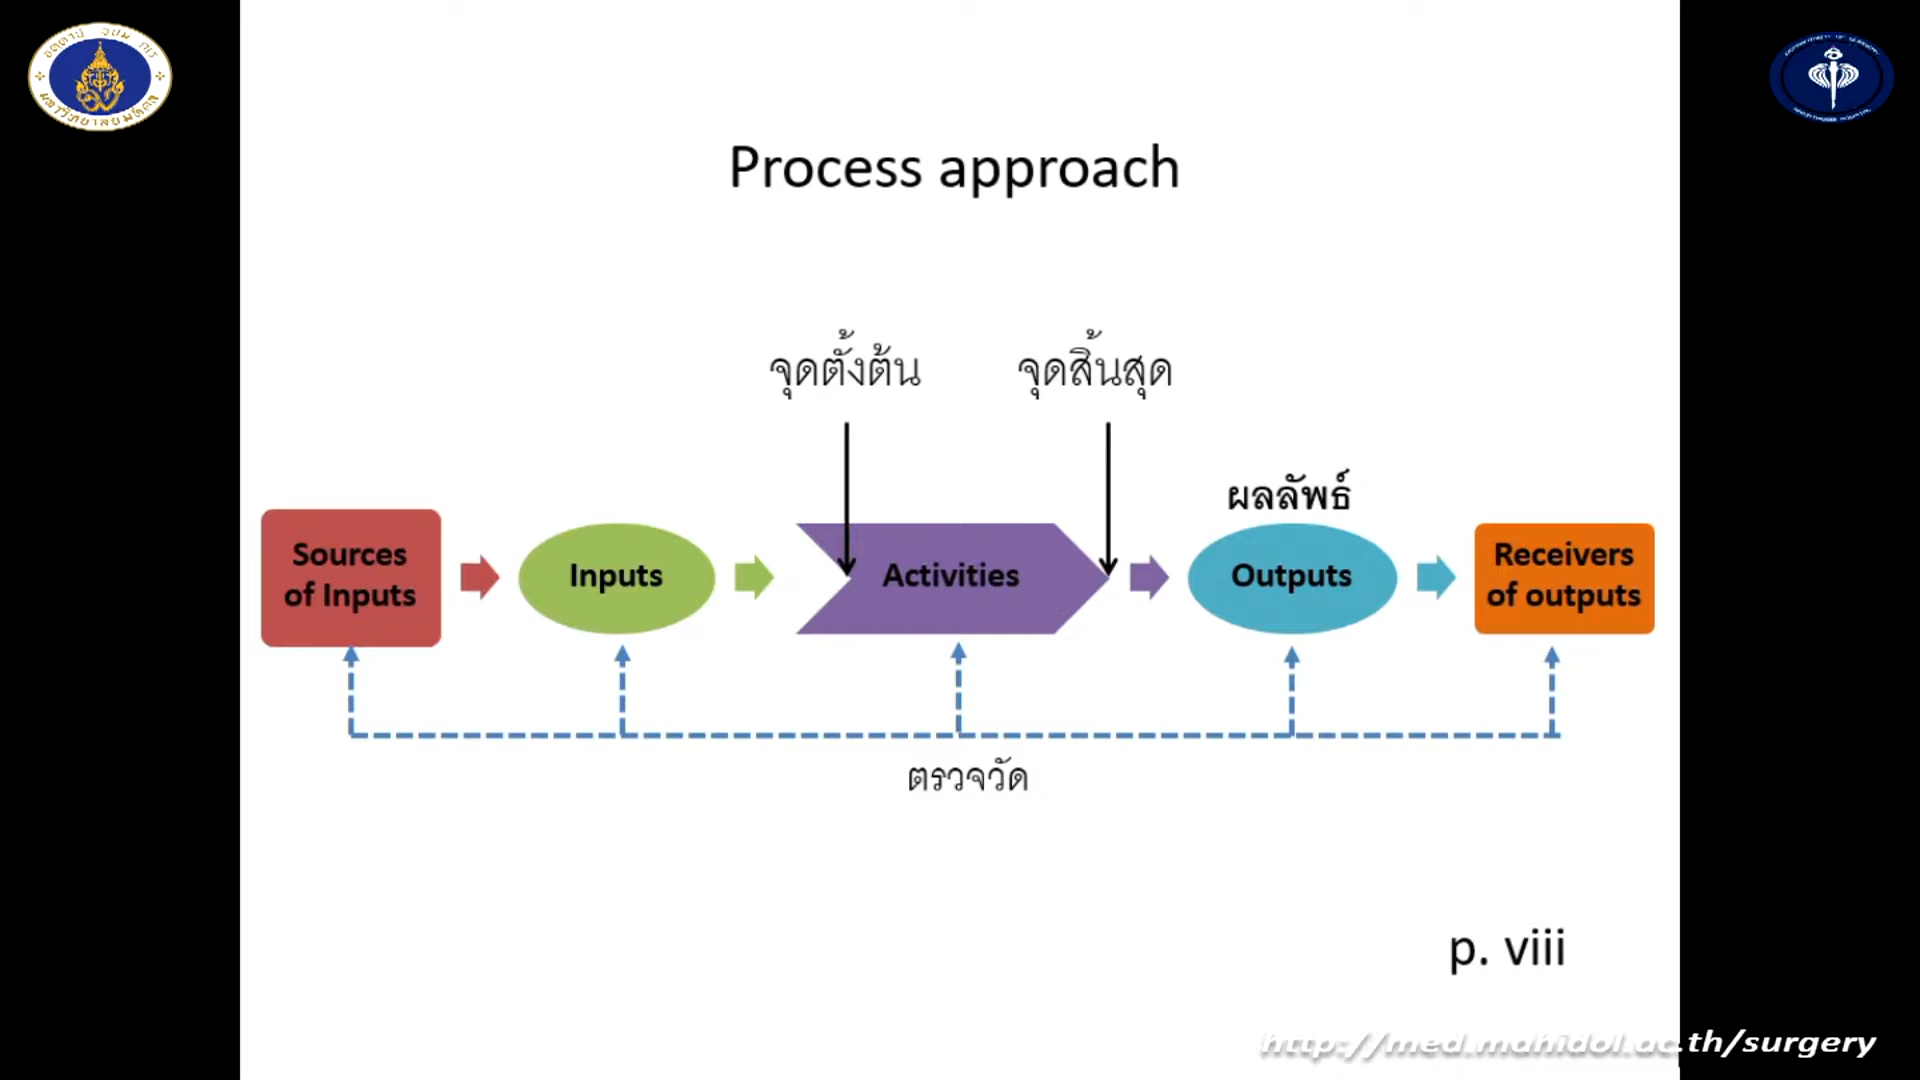 Process approach
จุดตั้งต้น
จุดสิ้นสุด
ผลลัพธ์
Sources
of Inputs
Inputs
Activities
Outputs
Receivers
of outputs
ตรวจวัด
p. viii
http://med.mahidol.ac.th/surgery